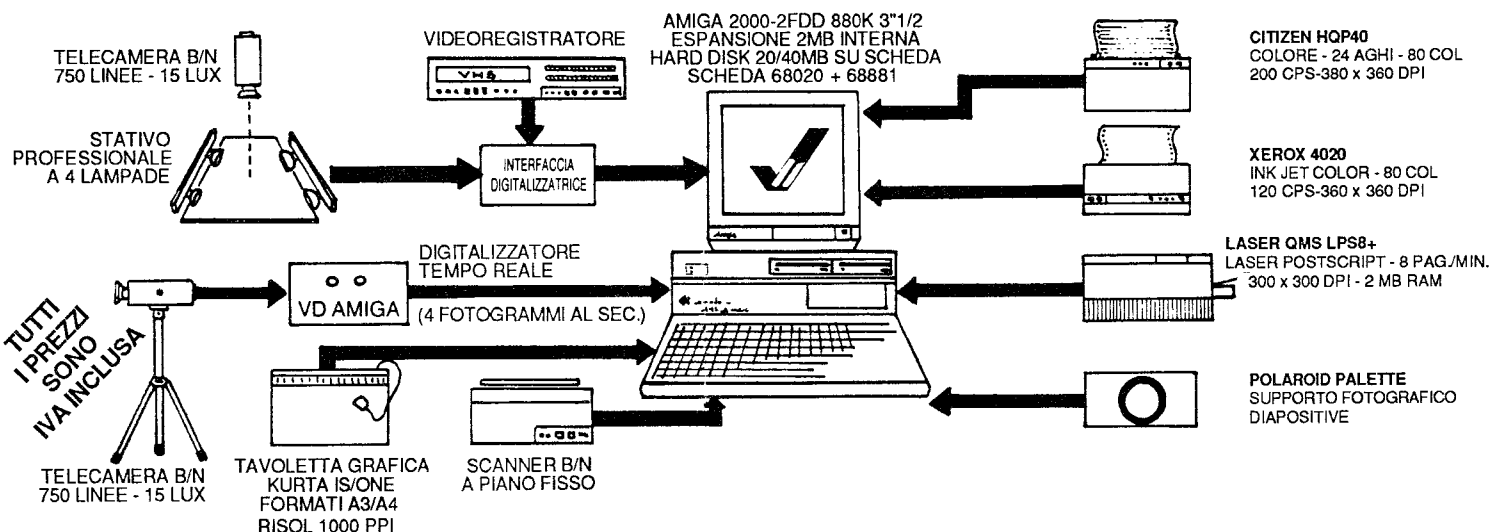 TELECAMERA B/N
750 LINEE - 15 LUX
STATIVO
PROFESSIONALE
A 4 LAMPADE
VIDEOREGISTRATORE
VHS
INTERFACCIA
DIGITALIZZATRICE
AMIGA 2000-2FDD 880K 3"1/2
ESPANSIONE 2MB INTERNA
HARD DISK 20/40MB SU SCHEDA
SCHEDA 68020 + 68881
CITIZEN HQP40
COLORE - 24 AGHI - 80 COL
200 CPS-380 x 360 DPI
XEROX 4020
INK JET COLOR - 80 COL
120 CPS-360 x 360 DPI
LASER QMS LPS8+
LASER POSTSCRIPT - 8 PAG./MIN.
300 x 300 DPI - 2 MB RAM
POLAROID PALETTE
SUPPORTO FOTOGRAFICO
DIAPOSITIVE
DIGITALIZZATORE
TEMPO REALE
(4 FOTOGRAMMI AL SEC.)
VD AMIGA
TUTTI
I PREZZI
SONO
IVA INCLUSA
TELECAMERA B/N
750 LINEE - 15 LUX
TAVOLETTA GRAFICA
KURTA IS/ONE
FORMATI A3/A4
RISOL 1000 PPI
SCANNER B/N
A PIANO FISSO